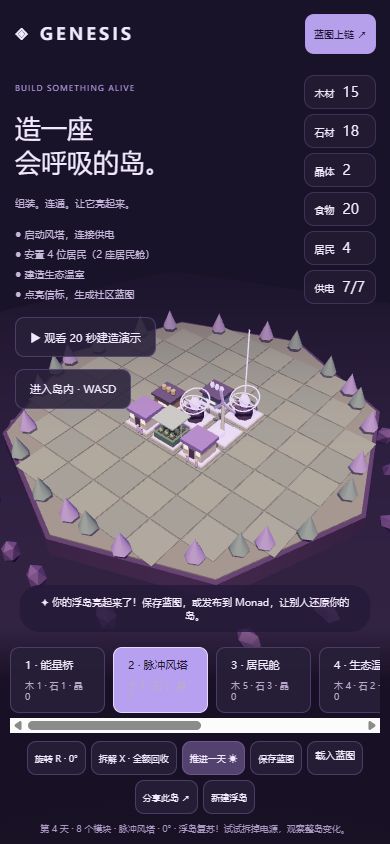 GENESIS
蓝图上链 ↗
BUILD SOMETHING ALIVE
造一座
会呼吸的岛。
组装。连通。让它亮起来。
• 启动风塔，连接供电
• 安置 4 位居民（2 座居民舱）
• 建造生态温室
• 点亮信标，生成社区蓝图
木材 15
石材 18
晶体 2
食物 20
居民 4
供电 7/7
▶ 观看 20 秒建造演示
进入岛内 · WASD
✦ 你的浮岛亮起来了！保存蓝图，或发布到 Monad，让别人还原你的
岛。
1 · 能量桥
木 1 · 石 1 · 晶
0
2 · 脉冲风塔
3 · 居民舱
木 5 · 石 3 · 晶
0
4 · 生态温
木 4 · 石 2 ·
0
旋转 R · 0°
拆解 X · 全额回收
推进一天 ☀
保存蓝图
载入蓝图
分享此岛 ↗
新建浮岛
第 4 天 · 8 个模块 · 脉冲风塔 · 0° · 浮岛复苏！试试拆掉电源，观察整岛变化。